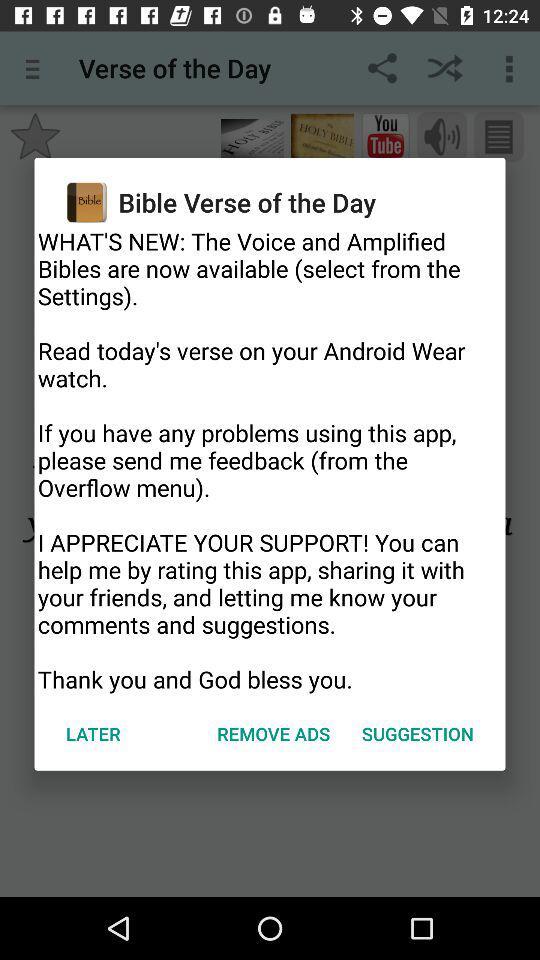 12:24
Verse of the Day
HOLY BIBLE
HOLY BIBLE
You
Tube
Bible
Bible Verse of the Day
WHAT'S NEW: The Voice and Amplified
Bibles are now available (select from the
Settings).
Read today's verse on your Android Wear
watch.
If you have any problems using this app,
please send me feedback (from the
Overflow menu).
I APPRECIATE YOUR SUPPORT! You can
help me by rating this app, sharing it with
your friends, and letting me know your
comments and suggestions.
Thank you and God bless you.
LATER
REMOVE ADS
SUGGESTION